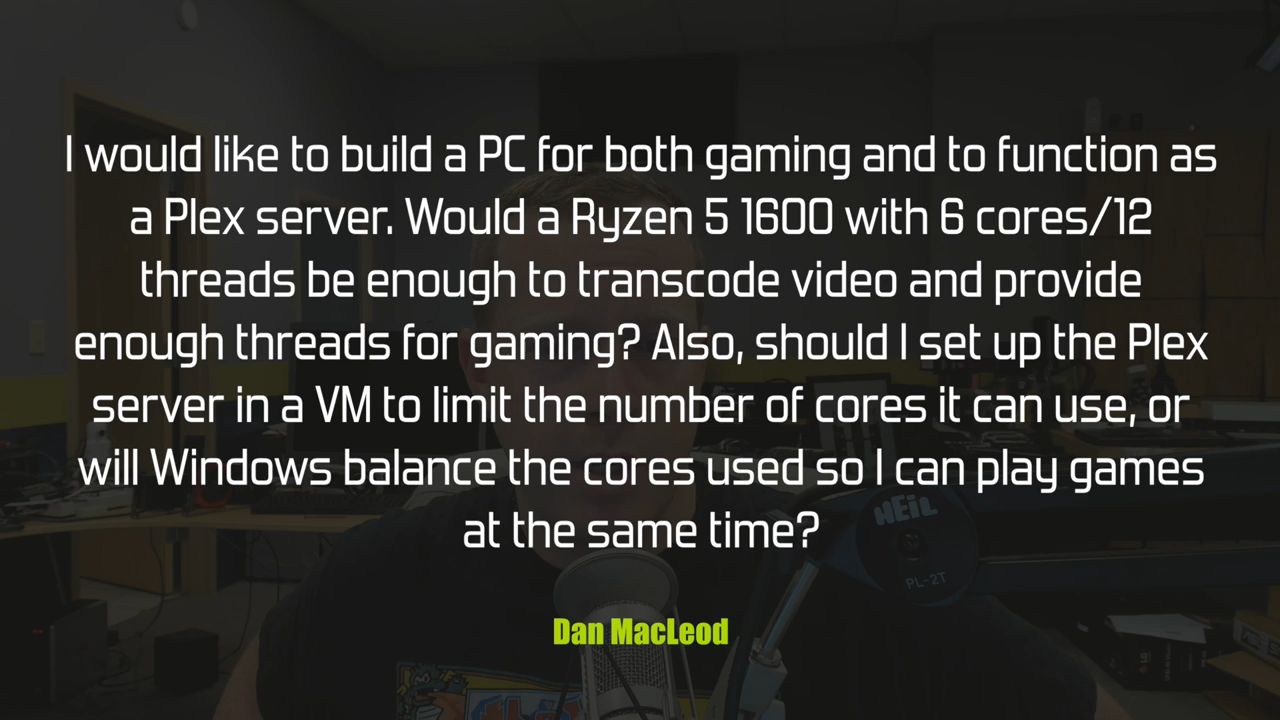 I would like to build a PC for both gaming and to function as
a Plex server. Would a Ryzen 5 1600 with 6 cores/12
threads be enough to transcode video and provide
enough threads for gaming? Also, should I set up the Plex
server in a VM to limit the number of cores it can use, or
will Windows balance the cores used so I can play games
at the same time?
HEiL
PL-2T
Dan MacLeod